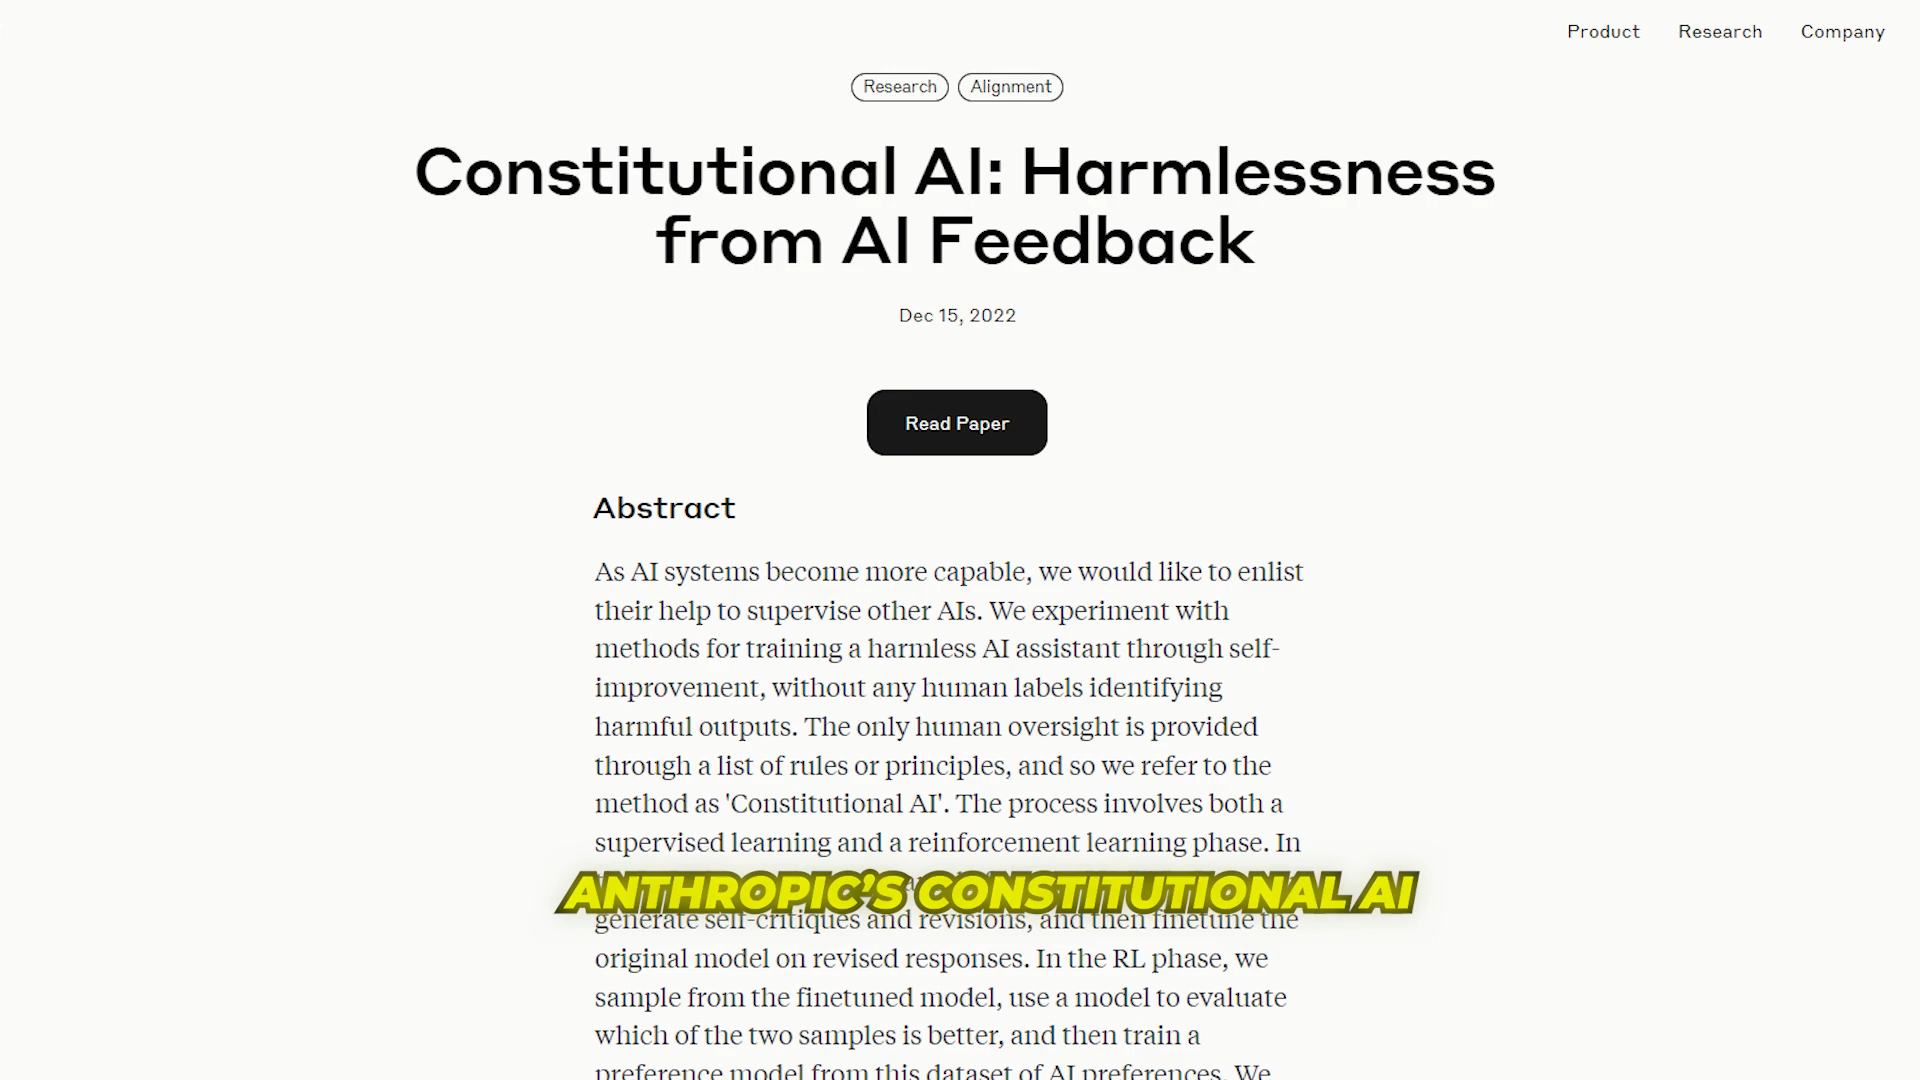 Product Research Company
Research Alignment
Constitutional AI: Harmlessness
from AI Feedback
Dec 15, 2022
Read Paper
Abstract
As AI systems become more capable, we would like to enlist
their help to supervise other AIs. We experiment with
methods for training a harmless AI assistant through self-
improvement, without any human labels identifying
harmful outputs. The only human oversight is provided
through a list of rules or principles, and so we refer to the
method as 'Constitutional AI'. The process involves both a
supervised learning and a reinforcement learning phase. In
ANTHROPIC'S CONSTITUTIONAL AI
generate self-critiques and revisions, and then finetune the
original model on revised responses. In the RL phase, we
sample from the finetuned model, use a model to evaluate
which of the two samples is better, and then train a
preference model from this dataset of AI preferences. We